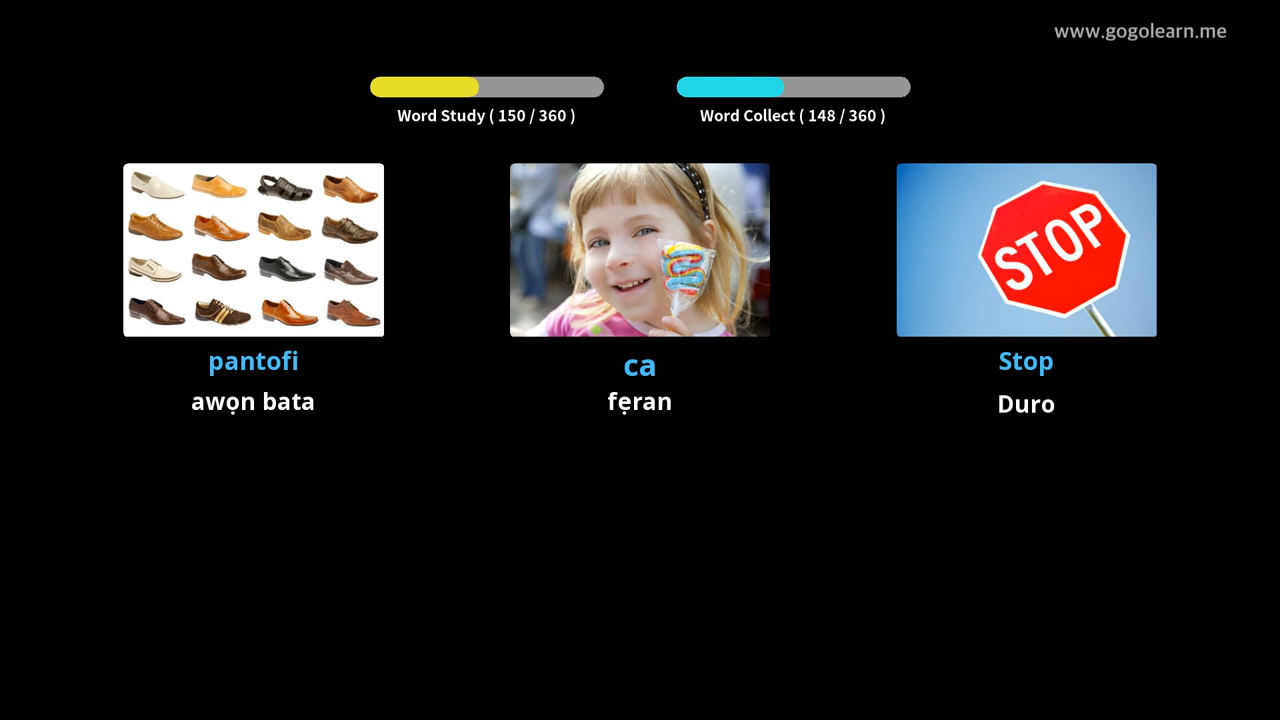 www.gogolearn.me
Word Study ( 150 / 360 )
Word Collect ( 148 / 360 )
STOP
pantofi
ca
Stop
awọn bata
fẹran
Duro